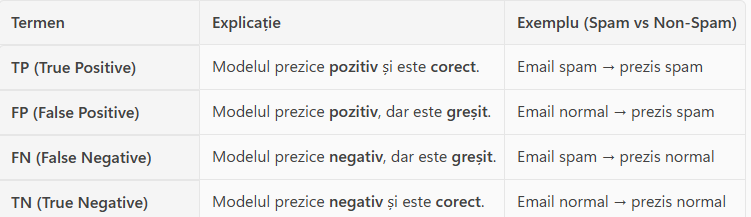 Termen Explicație Exemplu (Spam vs Non-Spam)
TP (True Positive) Modelul prezice pozitiv și este corect. Email spam → prezis spam
FP (False Positive) Modelul prezice pozitiv, dar este greșit. Email normal → prezis spam
FN (False Negative) Modelul prezice negativ, dar este greșit. Email spam → prezis normal
TN (True Negative) Modelul prezice negativ și este corect. Email normal → prezis normal